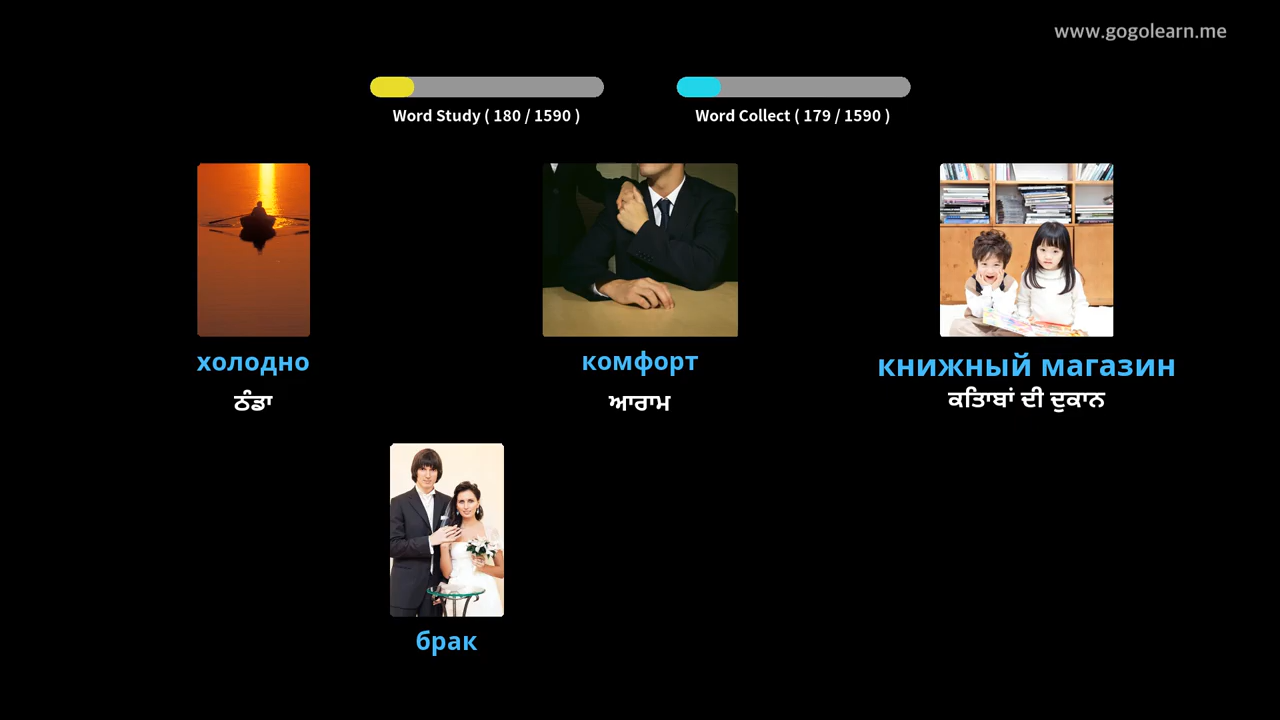 www.gogolearn.me
Word Study ( 180 / 1590 )
Word Collect ( 179 / 1590 )
холодно
ਠੰਡਾ
комфорт
ਆਰਾਮ
книжный магазин
ਕਿਤਾਬਾਂ ਦੀ ਦੁਕਾਨ
брак